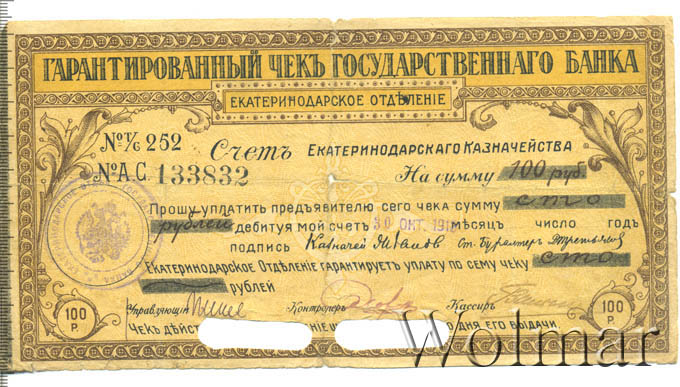 ГАРАНТИРОВАННЫЙ ЧЕКЪ ГОСУДАРСТВЕННАГО БАНКА
ЕКАТЕРИНОДАРСКОЕ ОТДѢЛЕНІЕ
№ Т/С 252 Счетъ ЕКАТЕРИНОДАРСКАГО КАЗНАЧЕЙСТВА
№ А.С. 133832 На сумму 100 руб.
Прошу уплатить предъявителю сего чека сумму сто
рублей дебитуя мой счет 30 ОКТ. мѣсяцъ число годъ
подпись Казначей Ст. Бухгалтеръ
Екатеринодарское Отдѣленіе гарантируетъ уплату по сему чеку сто
рублей
100 Р. Управляющій Контролеръ Кассиръ 100 Р.
Чекъ дѣйст дня его выдачи
Wolmar